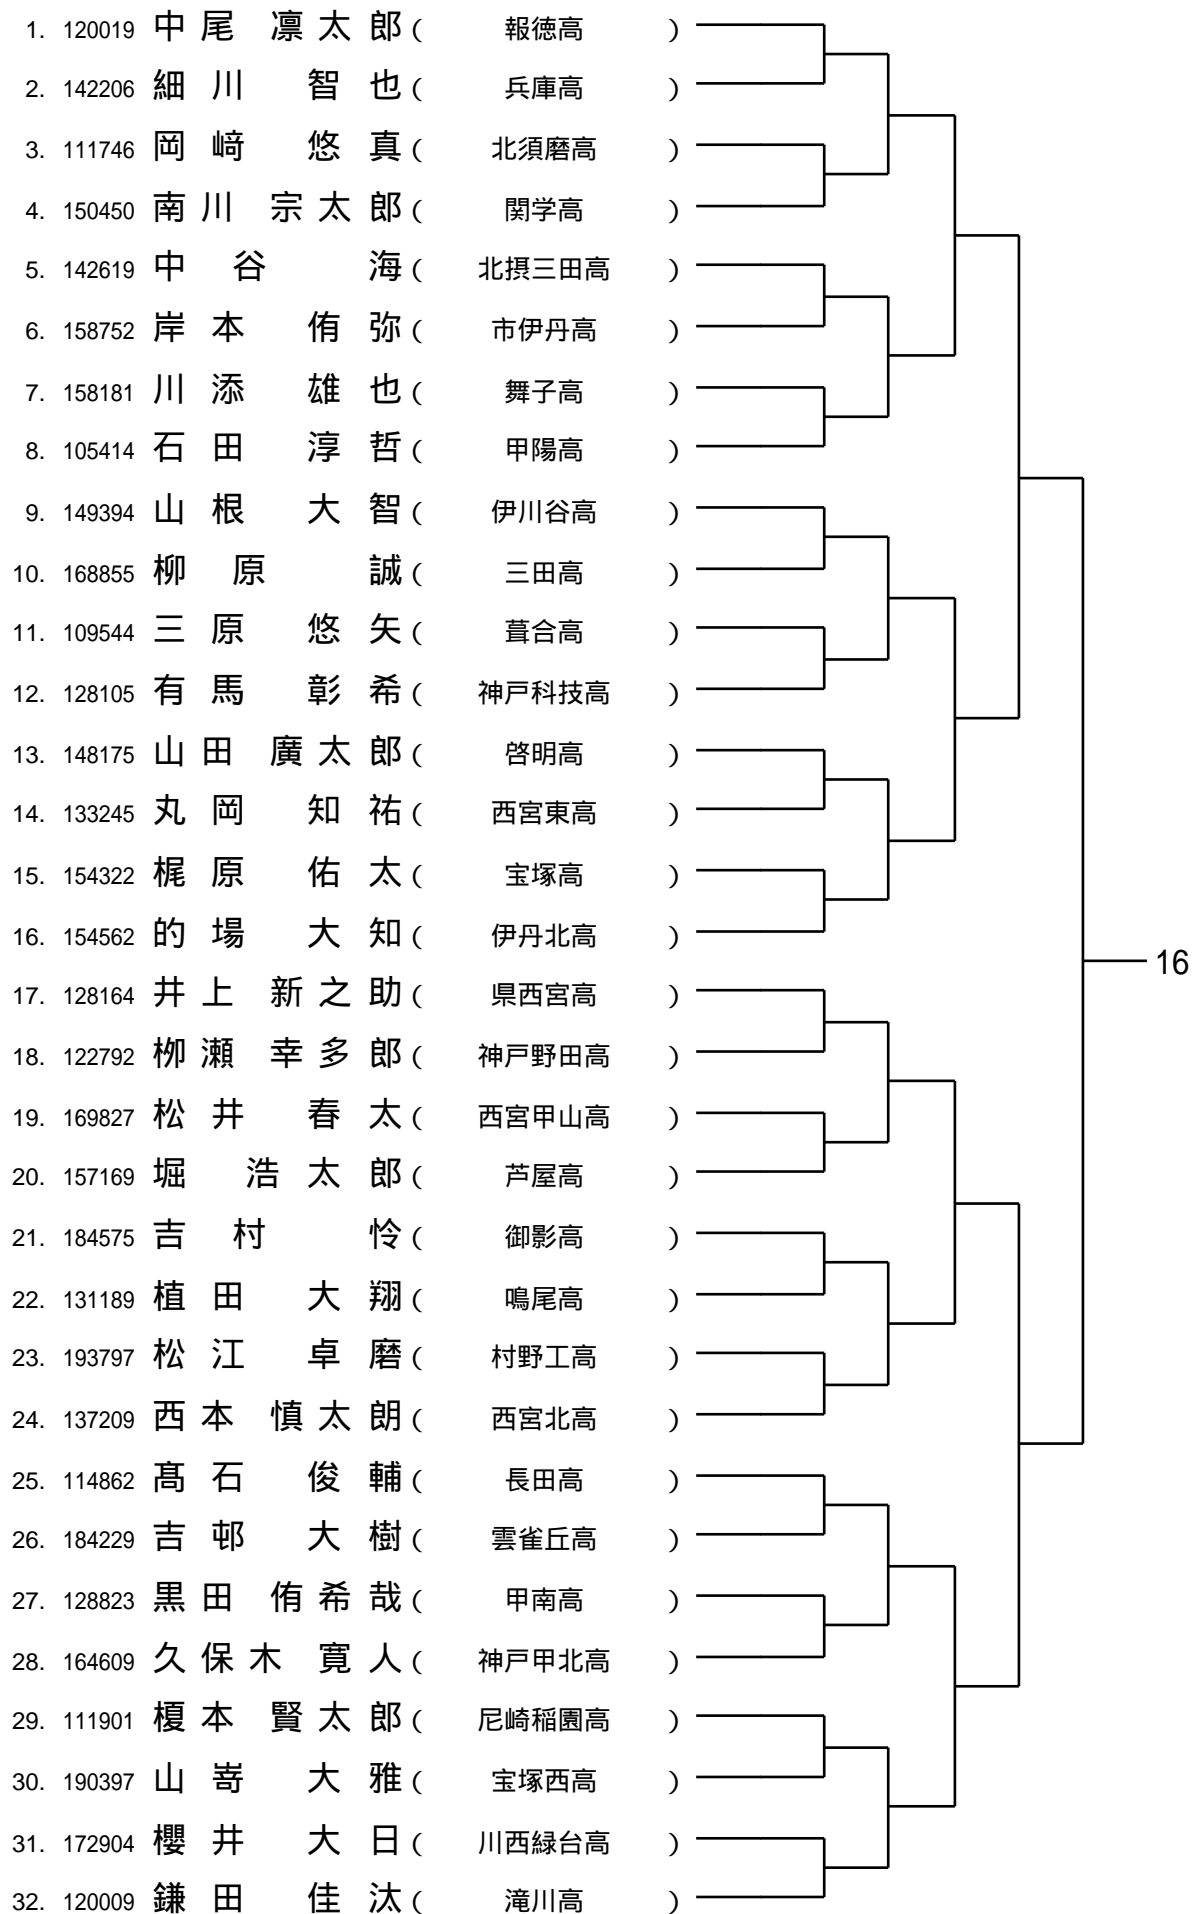 1. 120019 中尾 凛太郎 ( 報徳高 )
2. 142206 細川 智也 ( 兵庫高 )
3. 111746 岡﨑 悠真 ( 北須磨高 )
4. 150450 南川 宗太郎 ( 関学高 )
5. 142619 中谷 海 ( 北摂三田高 )
6. 158752 岸本 侑弥 ( 市伊丹高 )
7. 158181 川添 雄也 ( 舞子高 )
8. 105414 石田 淳哲 ( 甲陽高 )
9. 149394 山根 大智 ( 伊川谷高 )
10. 168855 柳原 誠 ( 三田高 )
11. 109544 三原 悠矢 ( 葺合高 )
12. 128105 有馬 彰希 ( 神戸科技高 )
13. 148175 山田 廣太郎 ( 啓明高 )
14. 133245 丸岡 知祐 ( 西宮東高 )
15. 154322 梶原 佑太 ( 宝塚高 )
16. 154562 的場 大知 ( 伊丹北高 )
16
17. 128164 井上 新之助 ( 県西宮高 )
18. 122792 栁瀬 幸多郎 ( 神戸野田高 )
19. 169827 松井 春太 ( 西宮甲山高 )
20. 157169 堀 浩太郎 ( 芦屋高 )
21. 184575 吉村 怜 ( 御影高 )
22. 131189 植田 大翔 ( 鳴尾高 )
23. 193797 松江 卓磨 ( 村野工高 )
24. 137209 西本 慎太朗 ( 西宮北高 )
25. 114862 髙石 俊輔 ( 長田高 )
26. 184229 吉邨 大樹 ( 雲雀丘高 )
27. 128823 黒田 侑希哉 ( 甲南高 )
28. 164609 久保木 寛人 ( 神戸甲北高 )
29. 111901 榎本 賢太郎 ( 尼崎稲園高 )
30. 190397 山嵜 大雅 ( 宝塚西高 )
31. 172904 櫻井 大日 ( 川西緑台高 )
32. 120009 鎌田 佳汰 ( 滝川高 )